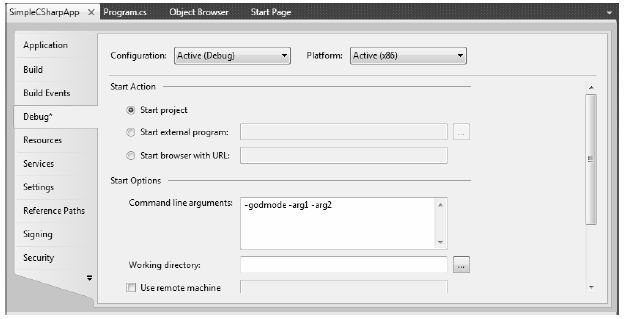 SimpleCSharpApp × Program.cs Object Browser Start Page
Application
Build
Build Events
Debug*
Resources
Services
Settings
Reference Paths
Signing
Security
Configuration: Active (Debug) Platform: Active (x86)
Start Action
Start project
Start external program: ...
Start browser with URL:
Start Options
Command line arguments: -godmode -arg1 -arg2
Working directory: ...
Use remote machine